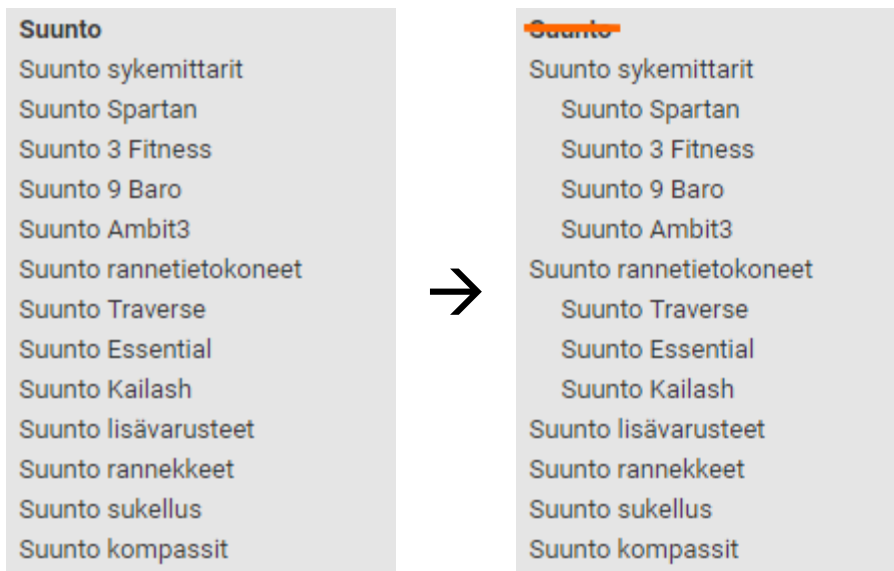 Suunto
Suunto sykemittarit
Suunto Spartan
Suunto 3 Fitness
Suunto 9 Baro
Suunto Ambit3
Suunto rannetietokoneet
Suunto Traverse
Suunto Essential
Suunto Kailash
Suunto lisävarusteet
Suunto rannekkeet
Suunto sukellus
Suunto kompassit
Suunto
Suunto sykemittarit
Suunto Spartan
Suunto 3 Fitness
Suunto 9 Baro
Suunto Ambit3
Suunto rannetietokoneet
Suunto Traverse
Suunto Essential
Suunto Kailash
Suunto lisävarusteet
Suunto rannekkeet
Suunto sukellus
Suunto kompassit